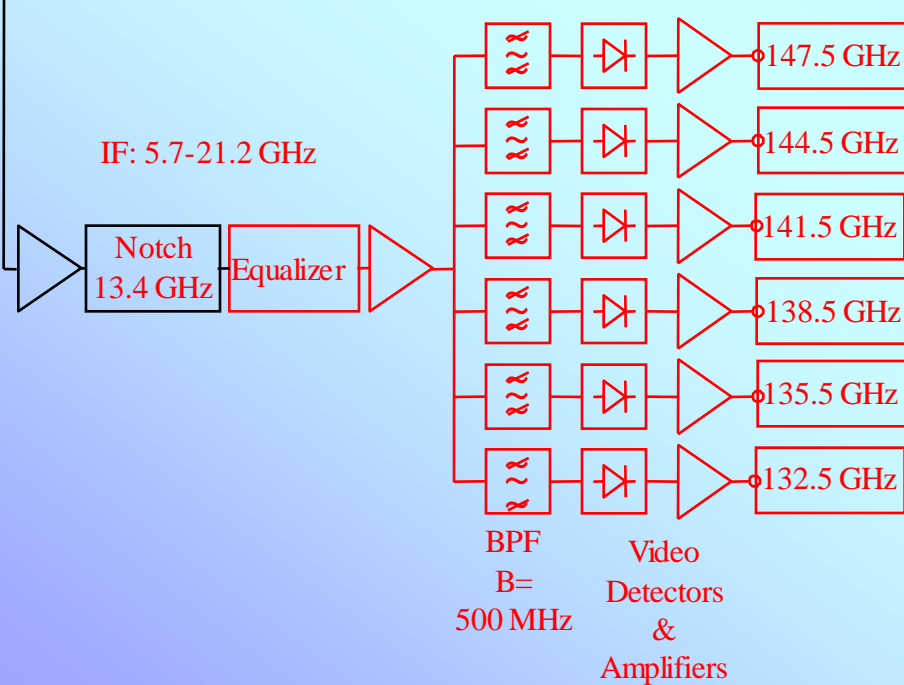 147.5 GHz
144.5 GHz
IF: 5.7-21.2 GHz
141.5 GHz
Notch
13.4 GHz
Equalizer
138.5 GHz
135.5 GHz
132.5 GHz
BPF
B=
500 MHz
Video
Detectors
&
Amplifiers